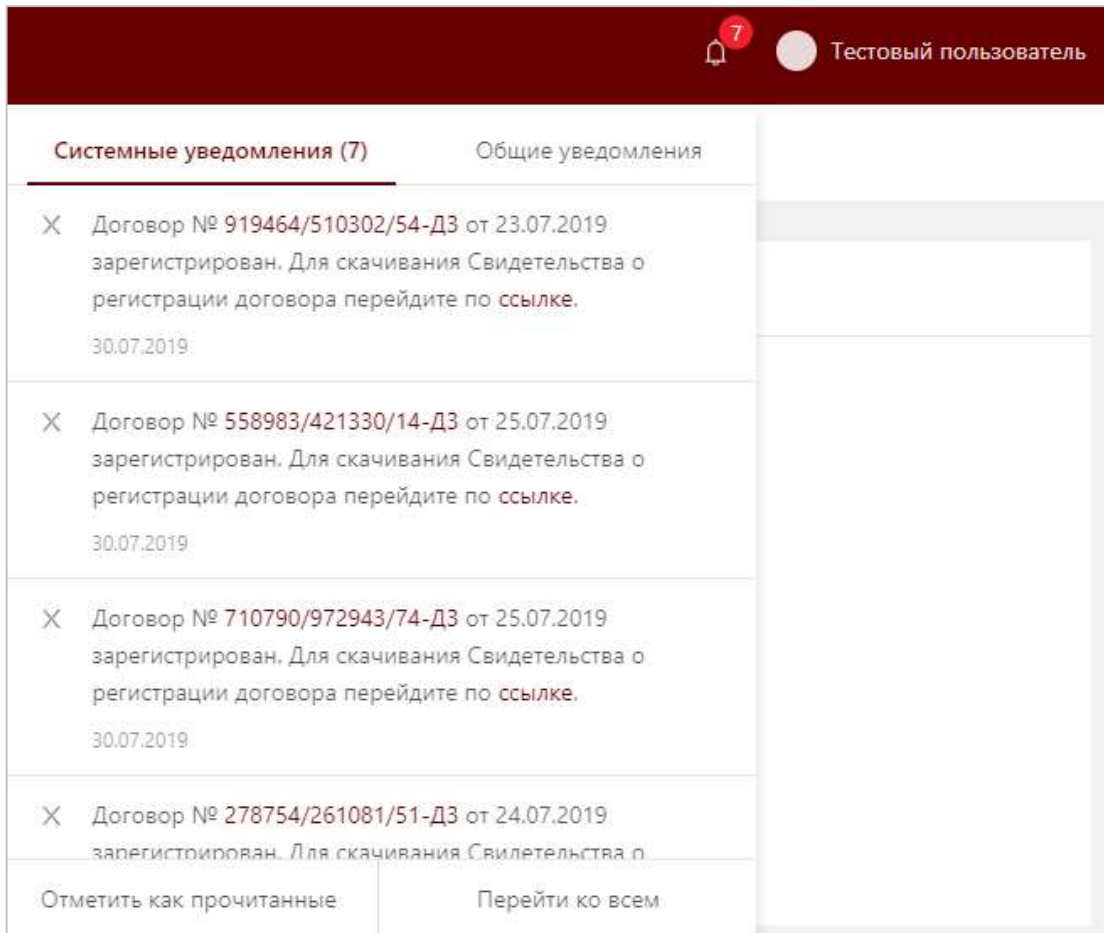 7
Тестовый пользователь
Системные уведомления (7) Общие уведомления
Договор № 919464/510302/54-ДЗ от 23.07.2019
зарегистрирован. Для скачивания Свидетельства о
регистрации договора перейдите по ссылке.
30.07.2019
Договор № 558983/421330/14-ДЗ от 25.07.2019
зарегистрирован. Для скачивания Свидетельства о
регистрации договора перейдите по ссылке.
30.07.2019
Договор № 710790/972943/74-ДЗ от 25.07.2019
зарегистрирован. Для скачивания Свидетельства о
регистрации договора перейдите по ссылке.
30.07.2019
Договор № 278754/261081/51-ДЗ от 24.07.2019
зарегистрирован. Для скачивания Свидетельства о
Отметить как прочитанные Перейти ко всем